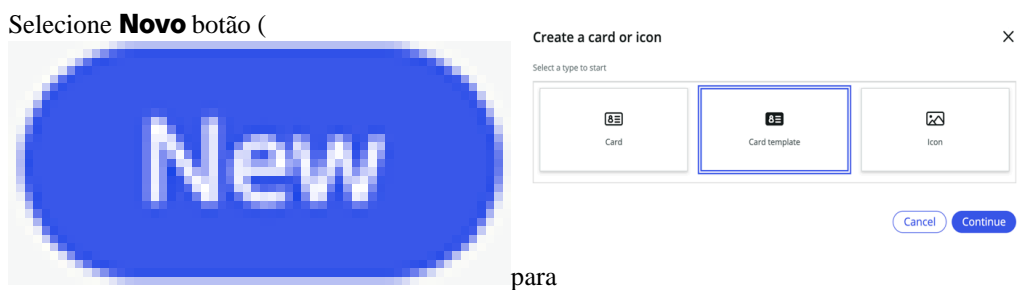 Selecione Novo botão (
New
para
Create a card or icon
Select a type to start
Card
Card template
Icon
Cancel
Continue